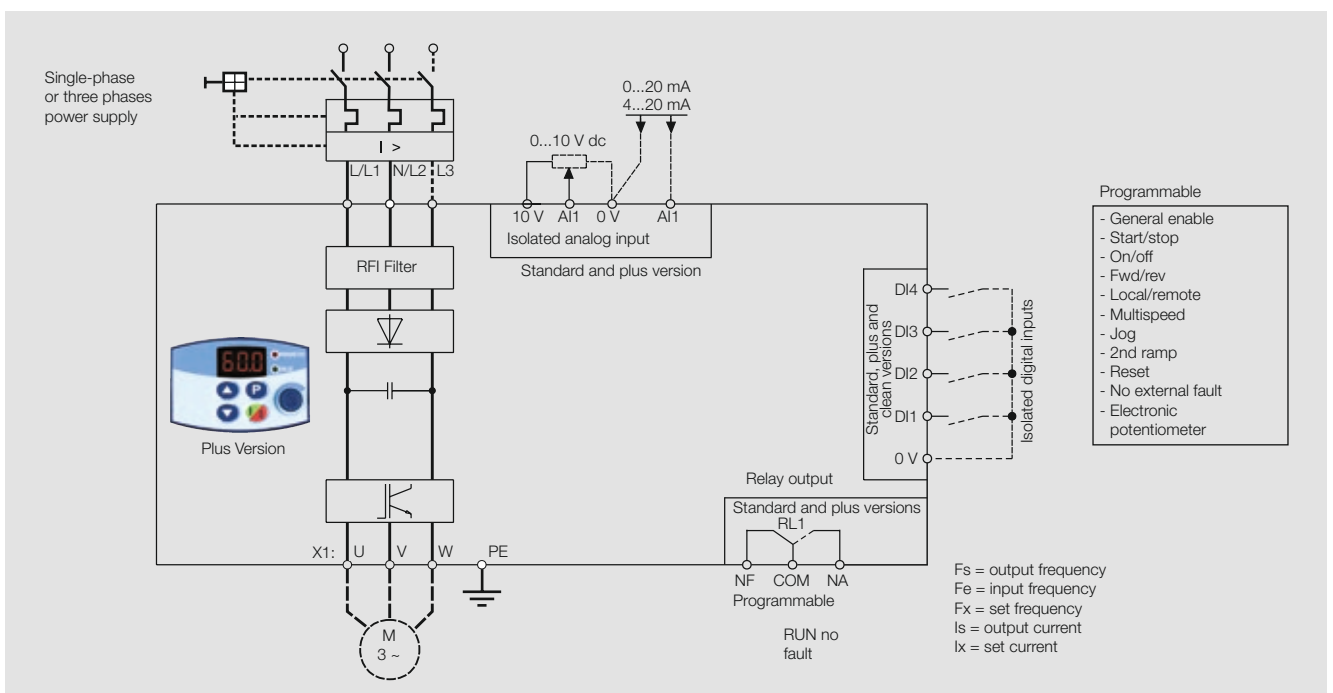 Single-phase
or three phases
power supply
I >
L/L1 N/L2 L3
0...20 mA
4...20 mA
0...10 V dc
10 V AI1 0 V AI1
Isolated analog input
Standard and plus version
RFI Filter
60.0
P
Plus Version
X1: U V W PE
M
3 ~
Standard, plus and
clean versions
DI4
DI3
DI2
DI1
0 V
Isolated digital inputs
Relay output
Standard and plus versions
RL1
NF COM NA
Programmable
RUN no
fault
Programmable
- General enable
- Start/stop
- On/off
- Fwd/rev
- Local/remote
- Multispeed
- Jog
- 2nd ramp
- Reset
- No external fault
- Electronic
potentiometer
Fs = output frequency
Fe = input frequency
Fx = set frequency
Is = output current
Ix = set current